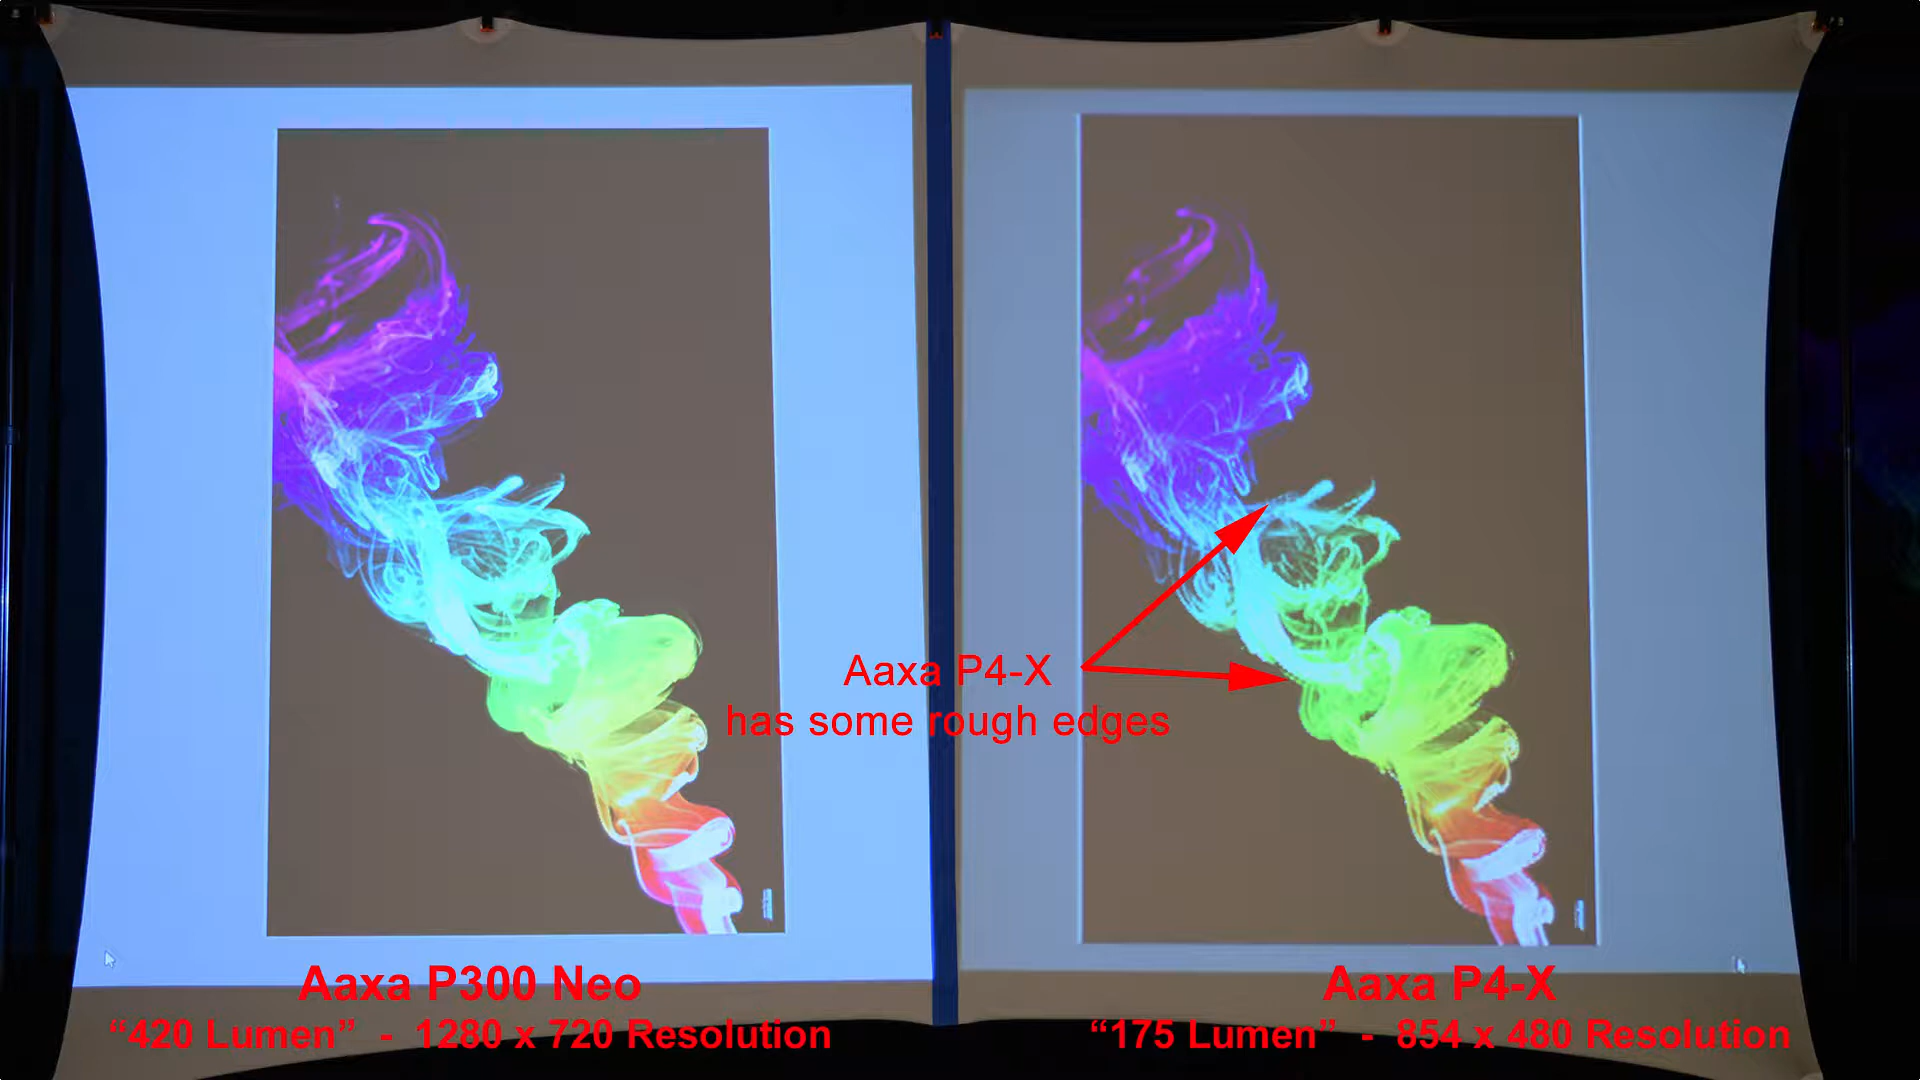 Aaxa P4-X
has some rough edges
Aaxa P300 Neo
“420 Lumen” - 1280 x 720 Resolution
Aaxa P4-X
“175 Lumen” - 854 x 480 Resolution